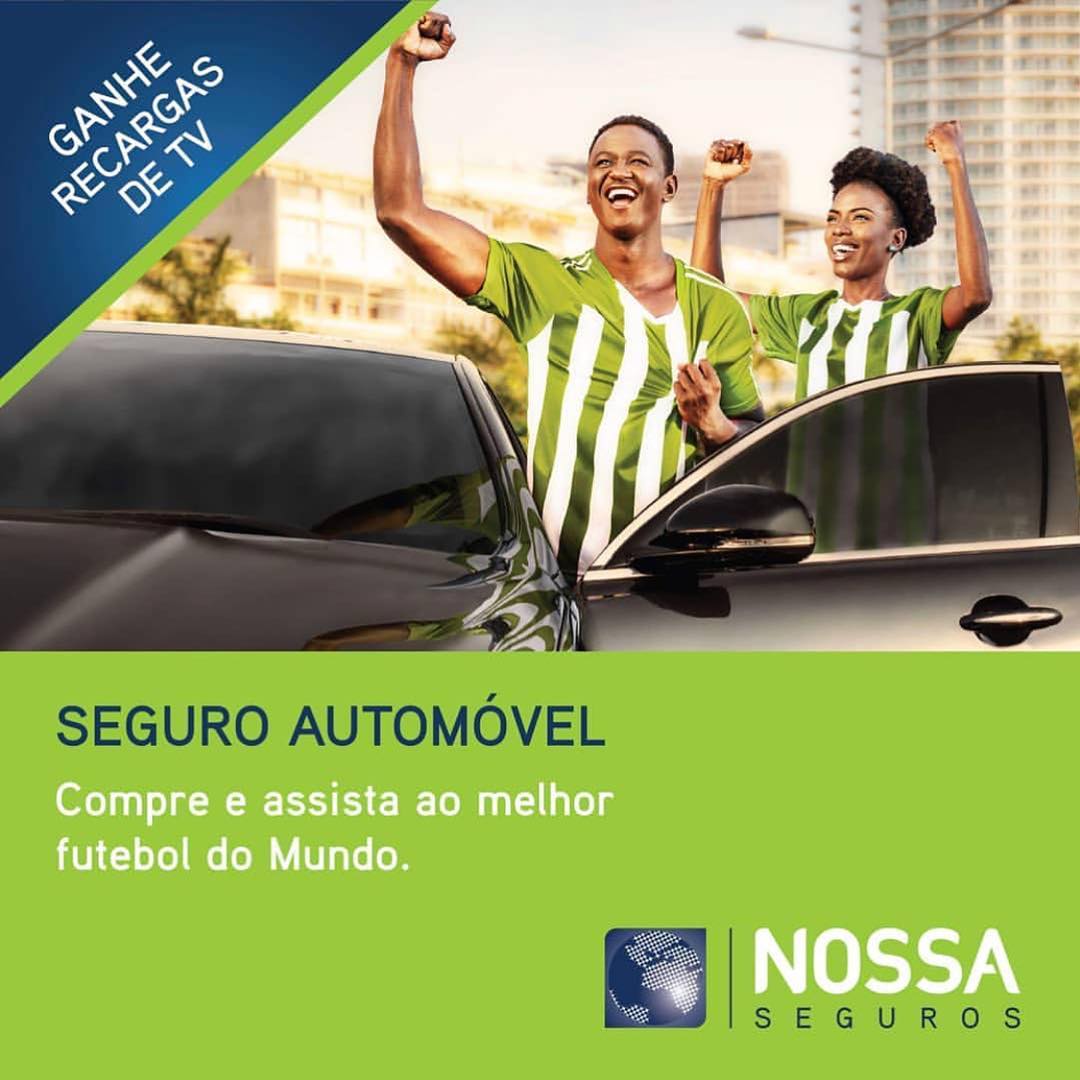 GANHE
RECARGAS
DE TV
SEGURO AUTOMÓVEL
Compre e assista ao melhor
futebol do Mundo.
NOSSA
SEGUROS